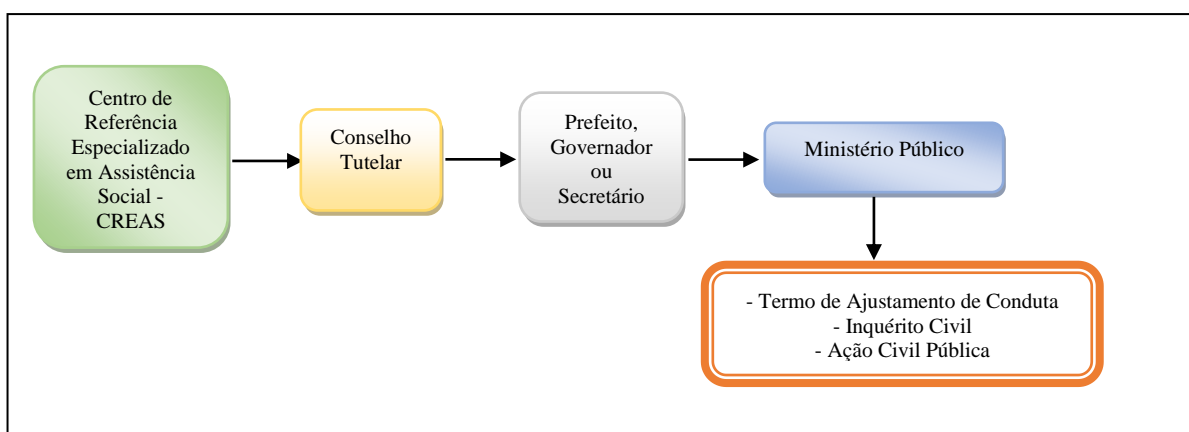 Centro de
Referência
Especializado
em Assistência
Social -
CREAS
Conselho
Tutelar
Prefeito,
Governador
ou
Secretário
Ministério Público
- Termo de Ajustamento de Conduta
- Inquérito Civil
- Ação Civil Pública